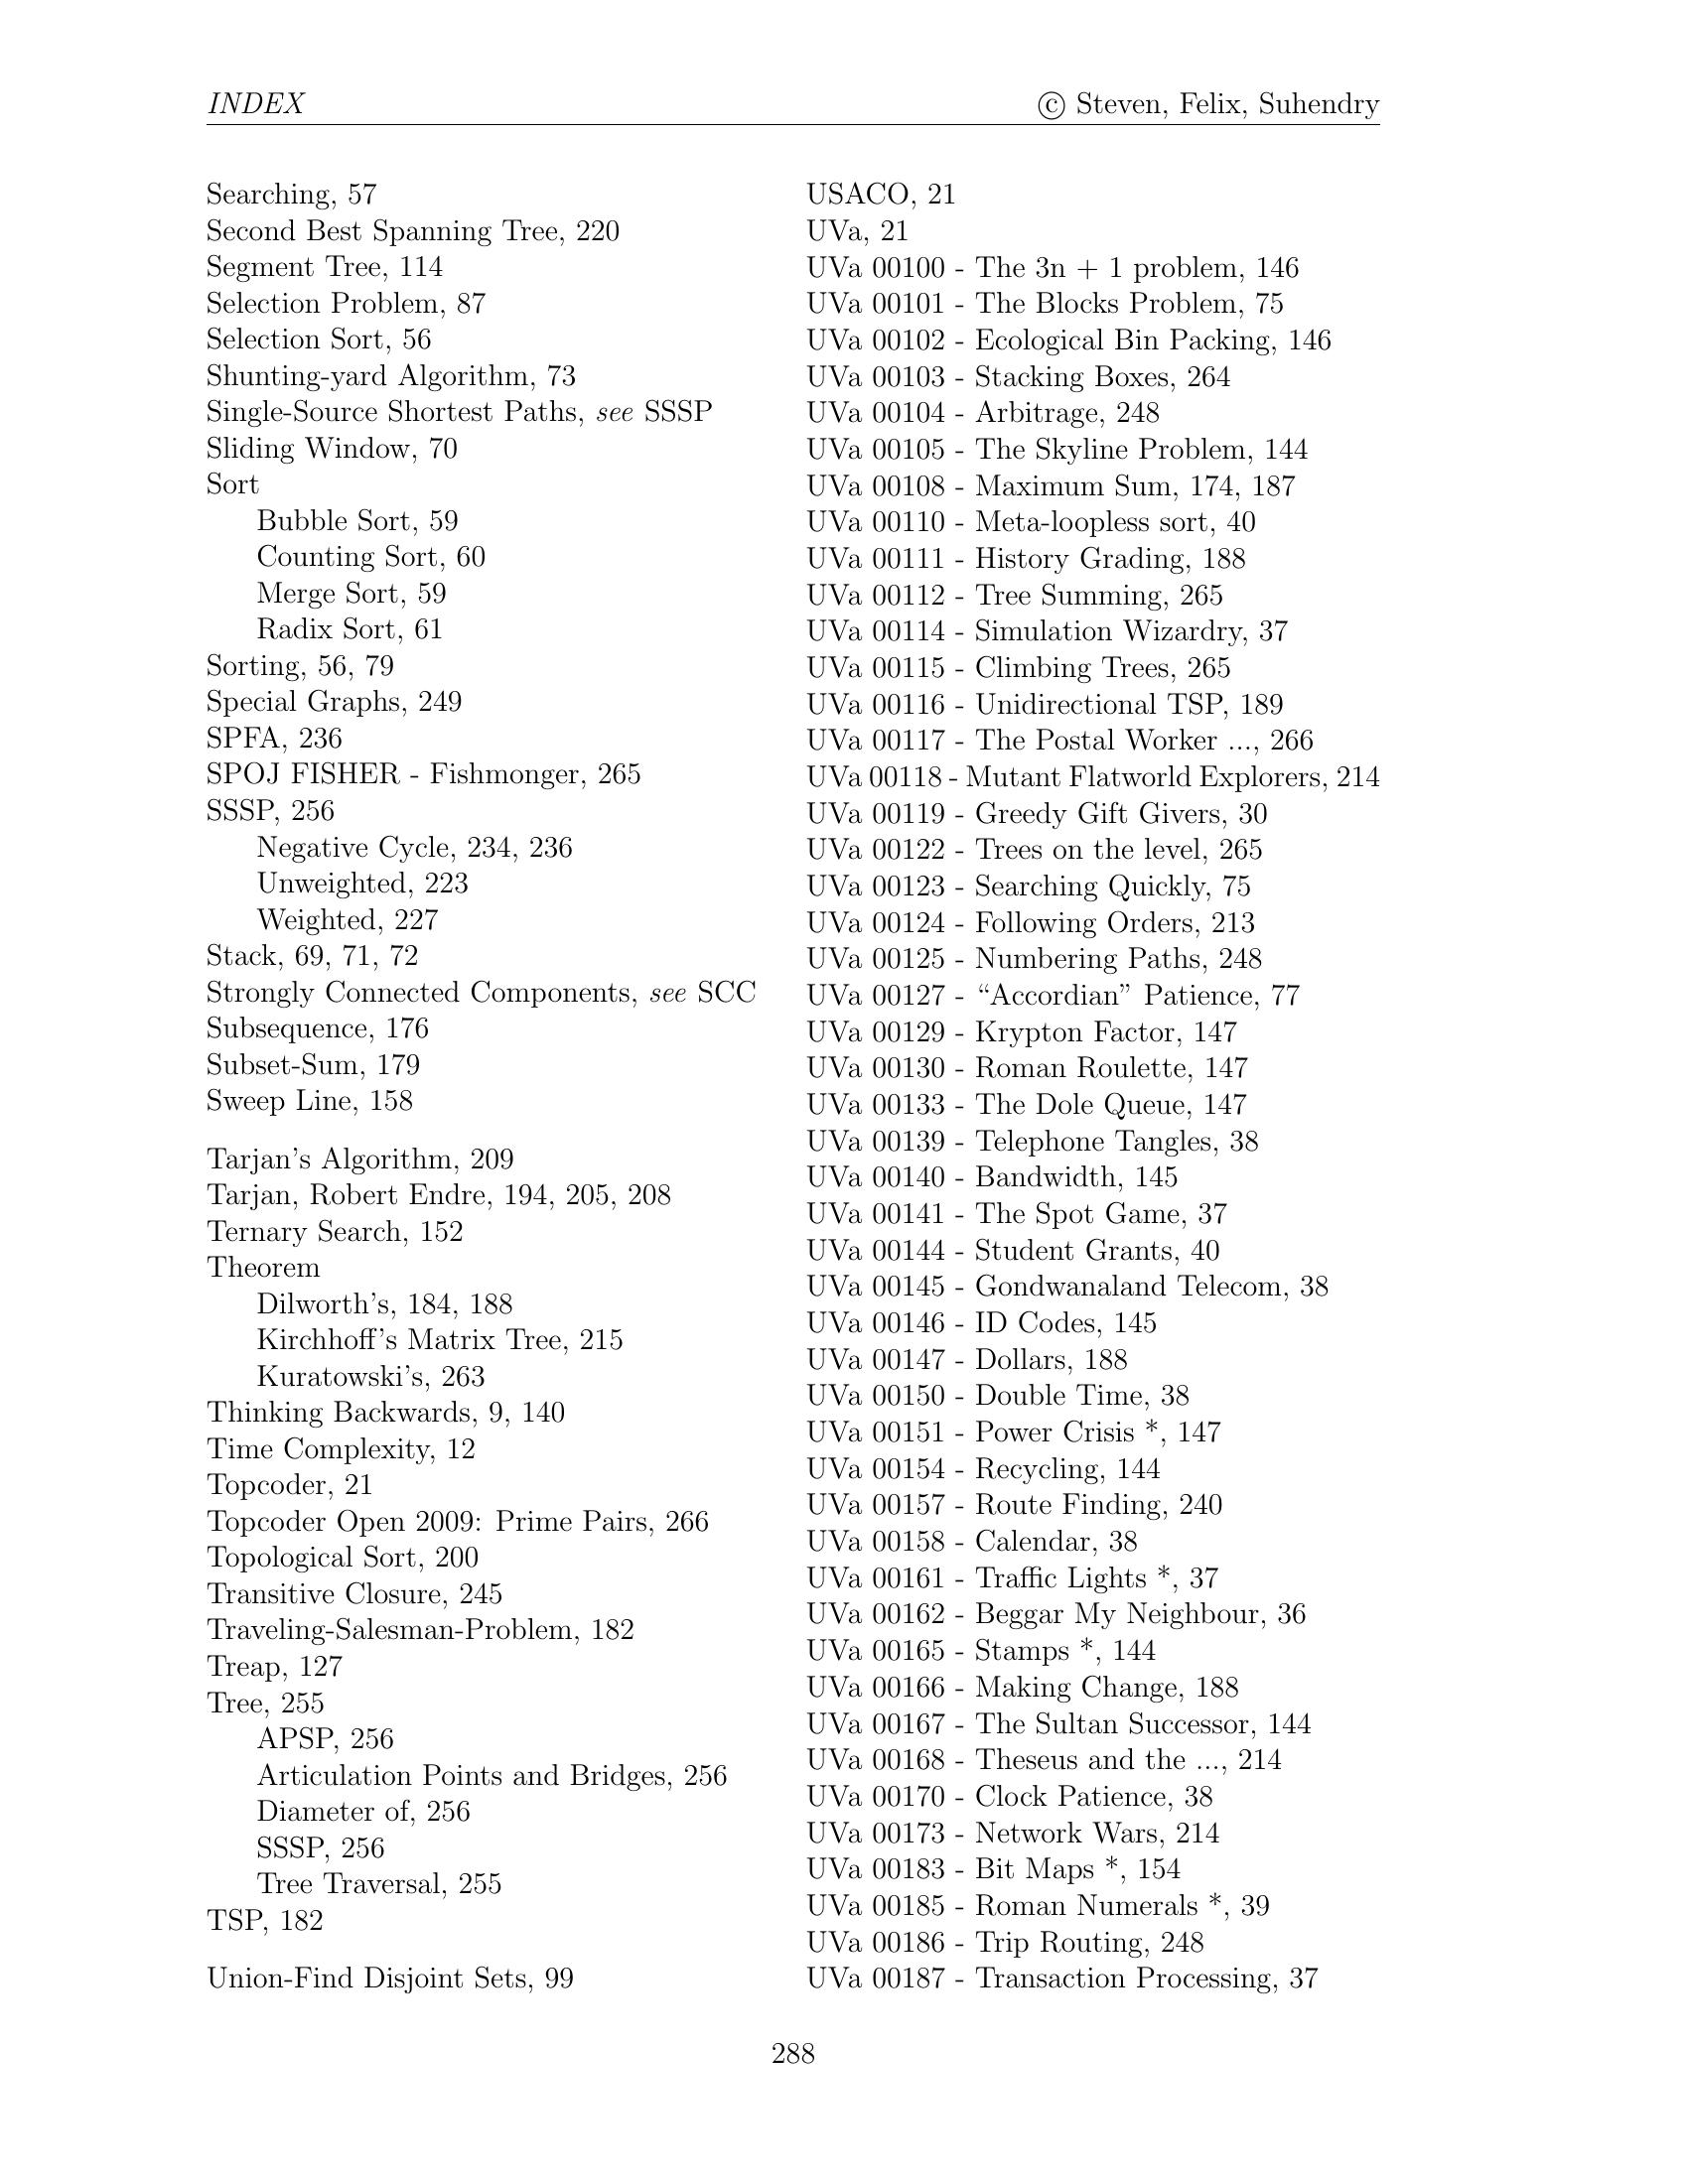 INDEX
© Steven, Felix, Suhendry
Searching, 57
Second Best Spanning Tree, 220
Segment Tree, 114
Selection Problem, 87
Selection Sort, 56
Shunting-yard Algorithm, 73
Single-Source Shortest Paths, see SSSP
Sliding Window, 70
Sort
Bubble Sort, 59
Counting Sort, 60
Merge Sort, 59
Radix Sort, 61
Sorting, 56, 79
Special Graphs, 249
SPFA, 236
SPOJ FISHER - Fishmonger, 265
SSSP, 256
Negative Cycle, 234, 236
Unweighted, 223
Weighted, 227
Stack, 69, 71, 72
Strongly Connected Components, see SCC
Subsequence, 176
Subset-Sum, 179
Sweep Line, 158
Tarjan's Algorithm, 209
Tarjan, Robert Endre, 194, 205, 208
Ternary Search, 152
Theorem
Dilworth's, 184, 188
Kirchhoff's Matrix Tree, 215
Kuratowski's, 263
Thinking Backwards, 9, 140
Time Complexity, 12
Topcoder, 21
Topcoder Open 2009: Prime Pairs, 266
Topological Sort, 200
Transitive Closure, 245
Traveling-Salesman-Problem, 182
Treap, 127
Tree, 255
APSP, 256
Articulation Points and Bridges, 256
Diameter of, 256
SSSP, 256
Tree Traversal, 255
TSP, 182
Union-Find Disjoint Sets, 99
USACO, 21
UVa, 21
UVa 00100 - The 3n + 1 problem, 146
UVa 00101 - The Blocks Problem, 75
UVa 00102 - Ecological Bin Packing, 146
UVa 00103 - Stacking Boxes, 264
UVa 00104 - Arbitrage, 248
UVa 00105 - The Skyline Problem, 144
UVa 00108 - Maximum Sum, 174, 187
UVa 00110 - Meta-loopless sort, 40
UVa 00111 - History Grading, 188
UVa 00112 - Tree Summing, 265
UVa 00114 - Simulation Wizardry, 37
UVa 00115 - Climbing Trees, 265
UVa 00116 - Unidirectional TSP, 189
UVa 00117 - The Postal Worker ..., 266
UVa 00118 - Mutant Flatworld Explorers, 214
UVa 00119 - Greedy Gift Givers, 30
UVa 00122 - Trees on the level, 265
UVa 00123 - Searching Quickly, 75
UVa 00124 - Following Orders, 213
UVa 00125 - Numbering Paths, 248
UVa 00127 - “Accordian” Patience, 77
UVa 00129 - Krypton Factor, 147
UVa 00130 - Roman Roulette, 147
UVa 00133 - The Dole Queue, 147
UVa 00139 - Telephone Tangles, 38
UVa 00140 - Bandwidth, 145
UVa 00141 - The Spot Game, 37
UVa 00144 - Student Grants, 40
UVa 00145 - Gondwanaland Telecom, 38
UVa 00146 - ID Codes, 145
UVa 00147 - Dollars, 188
UVa 00150 - Double Time, 38
UVa 00151 - Power Crisis *, 147
UVa 00154 - Recycling, 144
UVa 00157 - Route Finding, 240
UVa 00158 - Calendar, 38
UVa 00161 - Traffic Lights *, 37
UVa 00162 - Beggar My Neighbour, 36
UVa 00165 - Stamps *, 144
UVa 00166 - Making Change, 188
UVa 00167 - The Sultan Successor, 144
UVa 00168 - Theseus and the ..., 214
UVa 00170 - Clock Patience, 38
UVa 00173 - Network Wars, 214
UVa 00183 - Bit Maps *, 154
UVa 00185 - Roman Numerals *, 39
UVa 00186 - Trip Routing, 248
UVa 00187 - Transaction Processing, 37
288